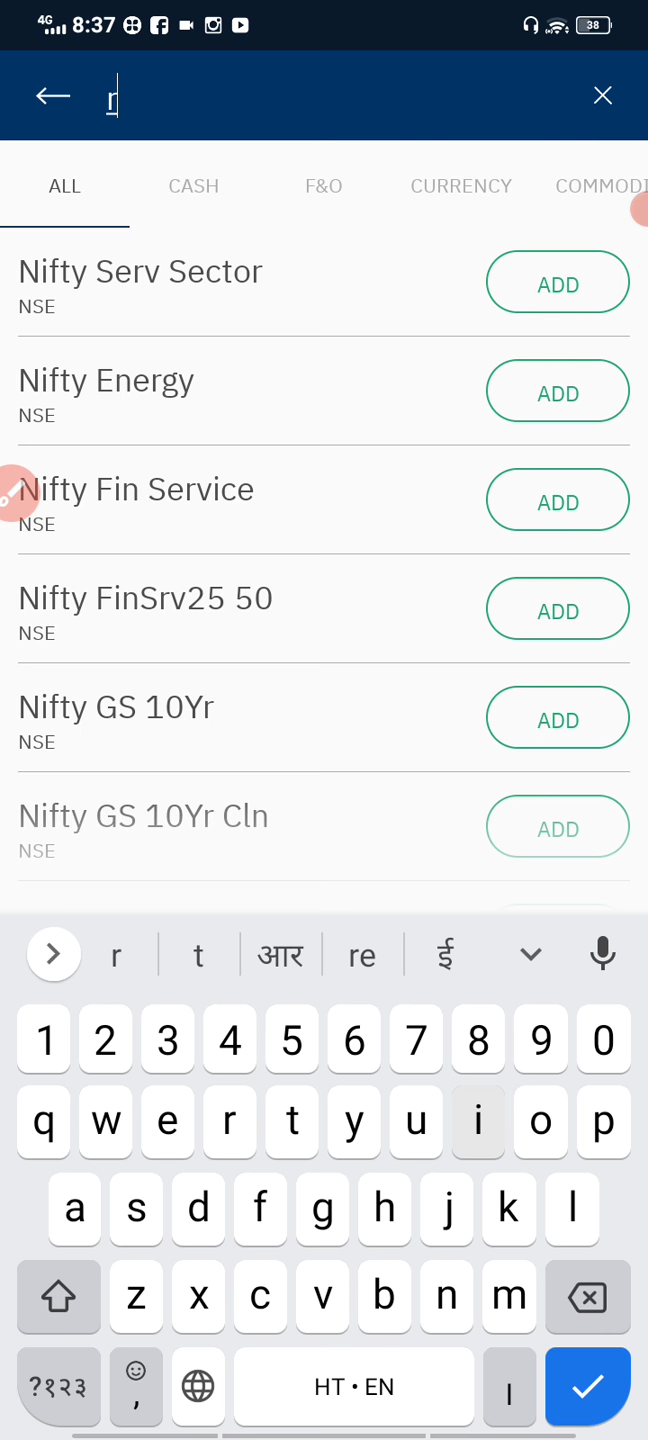 4G 8:37 38
r
ALL CASH F&O CURRENCY COMMODI
Nifty Serv Sector
NSE
ADD
Nifty Energy
NSE
ADD
Nifty Fin Service
NSE
ADD
Nifty FinSrv25 50
NSE
ADD
Nifty GS 10Yr
NSE
ADD
Nifty GS 10Yr Cln
NSE
ADD
r t आर re ई
1 2 3 4 5 6 7 8 9 0
q w e r t y u i o p
a s d f g h j k l
z x c v b n m
?१२३ , HT • EN ।